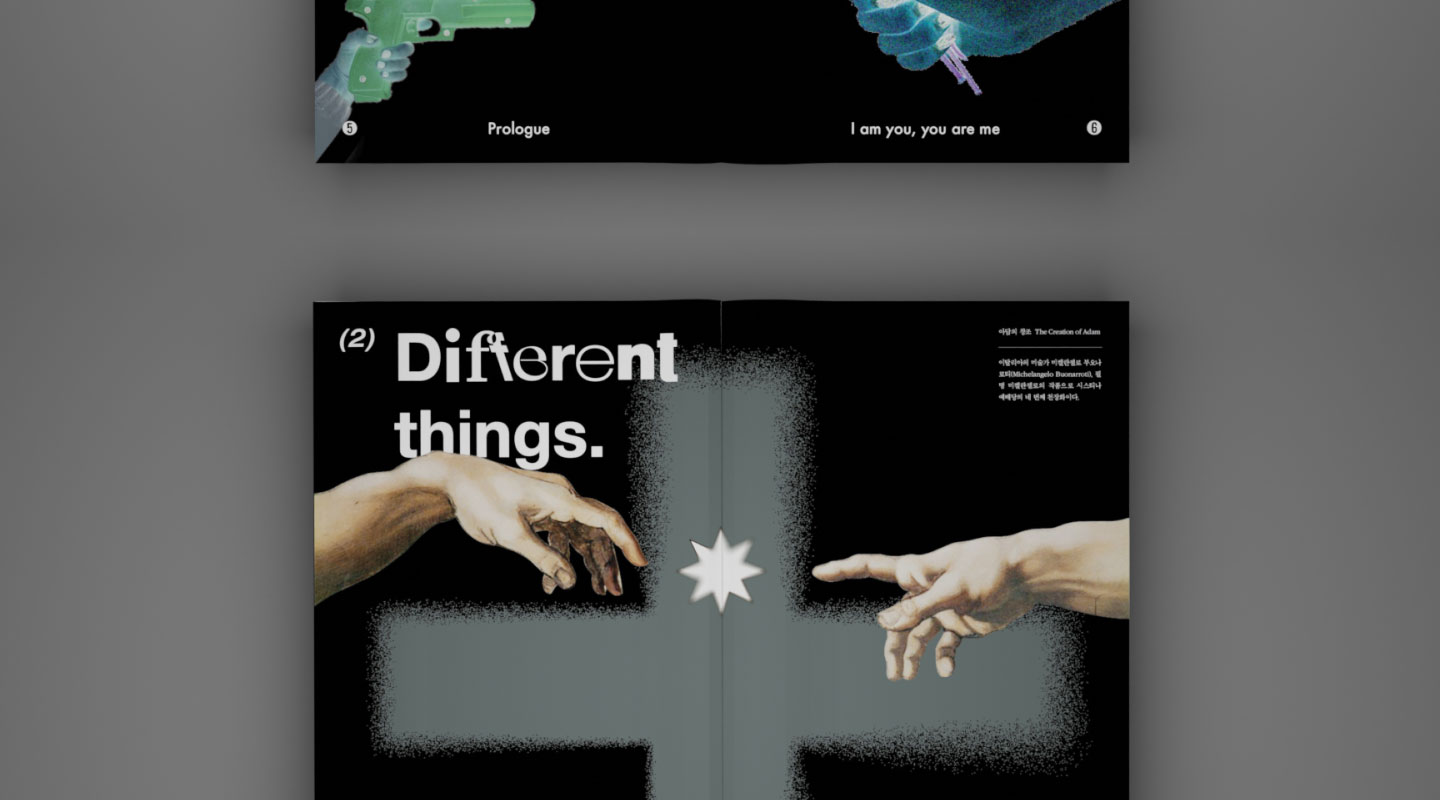 5
Prologue
I am you, you are me
6
(2)
Different
things.
아담의 창조 The Creation of Adam
이탈리아의 미술가 미켈란젤로 부오나
로티(Michelangelo Buonarroti), 일
명 미켈란젤로의 작품으로 시스티나
예배당의 네 번째 천장화이다.